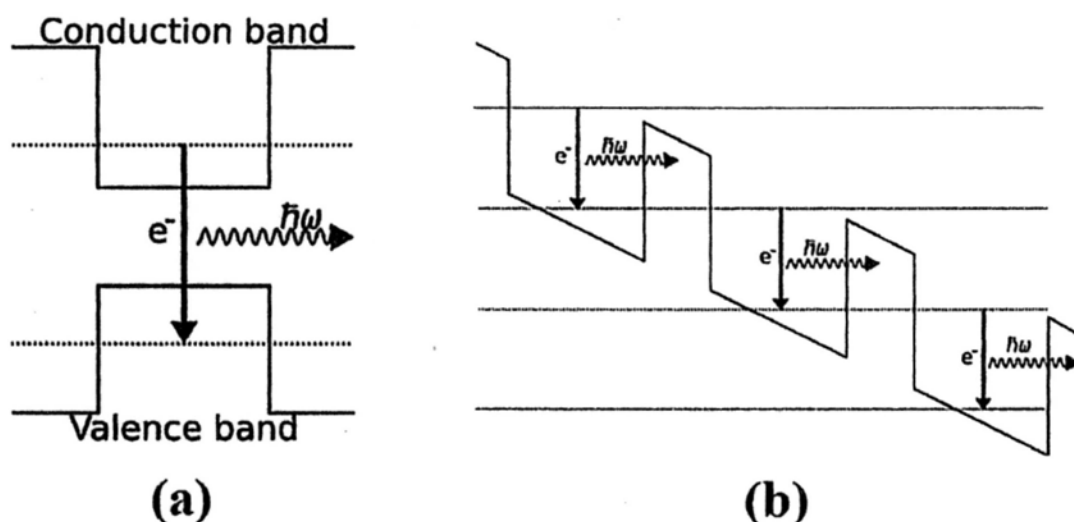 Conduction band
e⁻
ħω
Valence band
(a)
e⁻
ħω
e⁻
ħω
e⁻
ħω
(b)